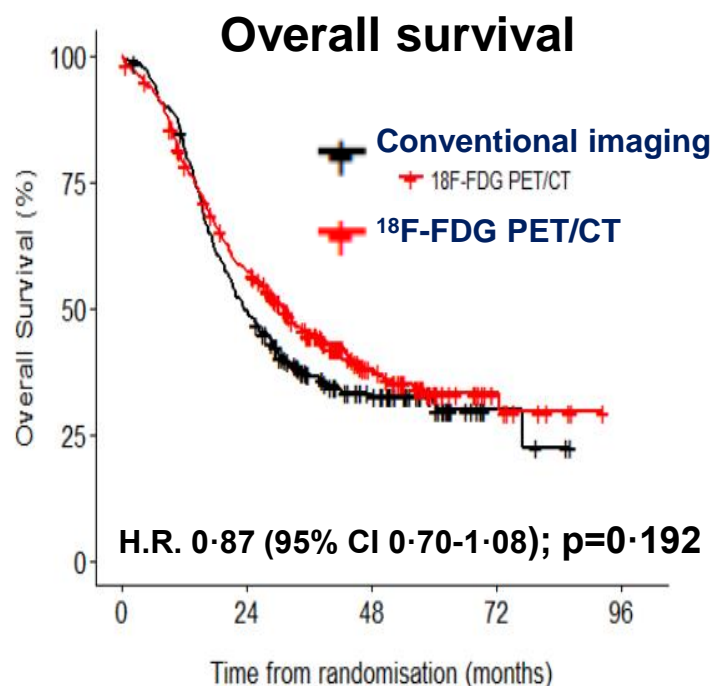 Overall survival
Conventional imaging
18F-FDG PET/CT
¹⁸F-FDG PET/CT
Overall Survival (%)
100
75
50
25
0
H.R. 0·87 (95% CI 0·70-1·08); p=0·192
0 24 48 72 96
Time from randomisation (months)